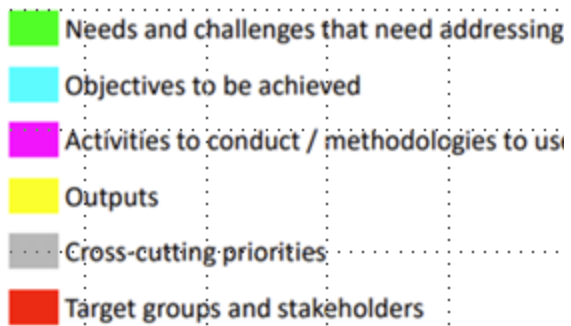 Needs and challenges that need addressing
Objectives to be achieved
Activities to conduct / methodologies to
Outputs
Cross-cutting priorities
Target groups and stakeholders